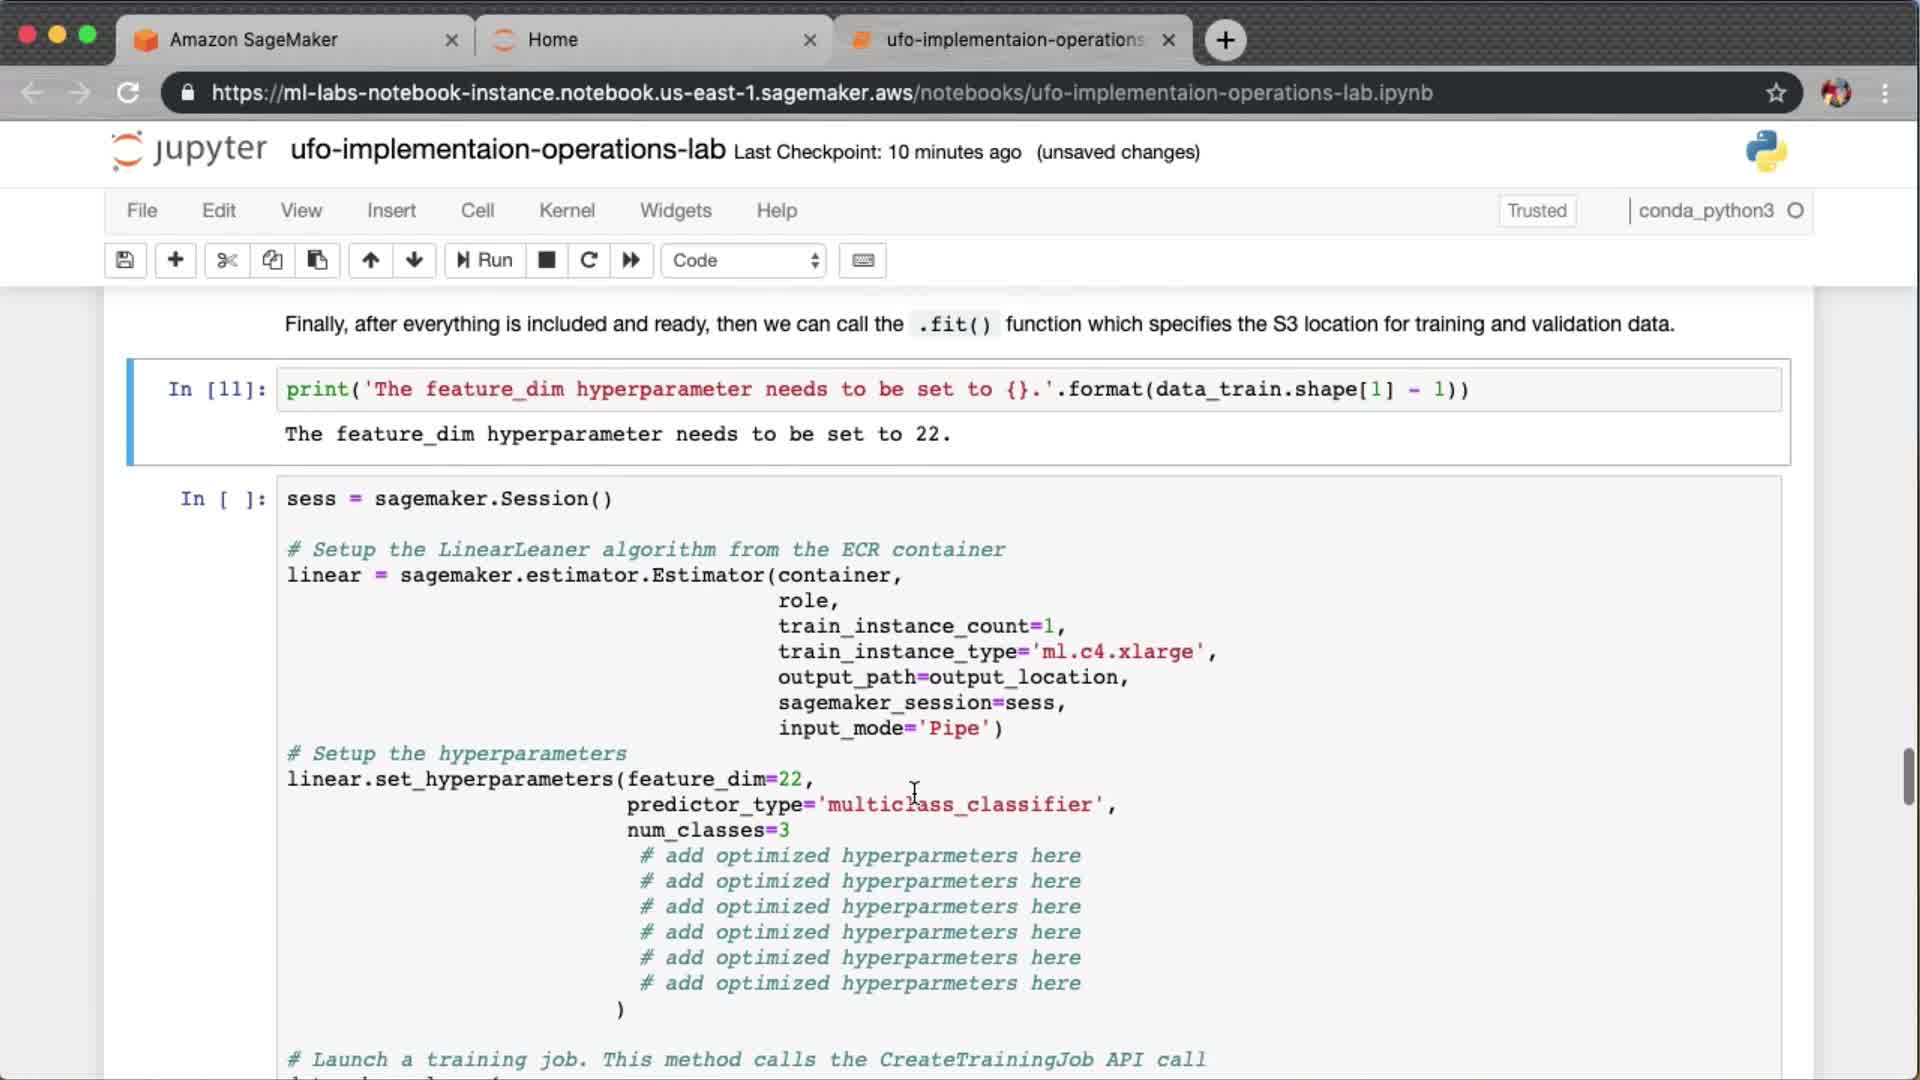 Amazon SageMaker
Home
ufo-implementaion-operations
https://ml-labs-notebook-instance.notebook.us-east-1.sagemaker.aws/notebooks/ufo-implementaion-operations-lab.ipynb
jupyter ufo-implementaion-operations-lab Last Checkpoint: 10 minutes ago (unsaved changes)
File Edit View Insert Cell Kernel Widgets Help Trusted conda_python3
Run Code
Finally, after everything is included and ready, then we can call the .fit() function which specifies the S3 location for training and validation data.
In [11]: print('The feature_dim hyperparameter needs to be set to {}.'.format(data_train.shape[1] - 1))
The feature_dim hyperparameter needs to be set to 22.
In [ ]: sess = sagemaker.Session()
# Setup the LinearLeaner algorithm from the ECR container
linear = sagemaker.estimator.Estimator(container,
role,
train_instance_count=1,
train_instance_type='ml.c4.xlarge',
output_path=output_location,
sagemaker_session=sess,
input_mode='Pipe')
# Setup the hyperparameters
linear.set_hyperparameters(feature_dim=22,
predictor_type='multiclass_classifier',
num_classes=3
# add optimized hyperparmeters here
# add optimized hyperparmeters here
# add optimized hyperparmeters here
# add optimized hyperparmeters here
# add optimized hyperparmeters here
# add optimized hyperparmeters here
)
# Launch a training job. This method calls the CreateTrainingJob API call